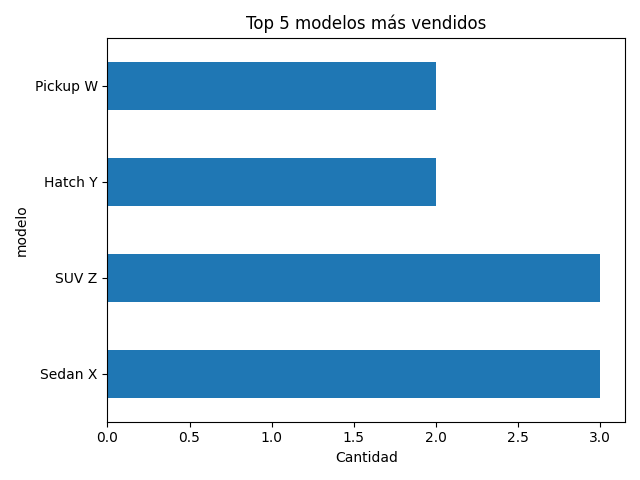 Top 5 modelos más vendidos
Pickup W
Hatch Y
SUV Z
Sedan X
modelo
0.0 0.5 1.0 1.5 2.0 2.5 3.0
Cantidad